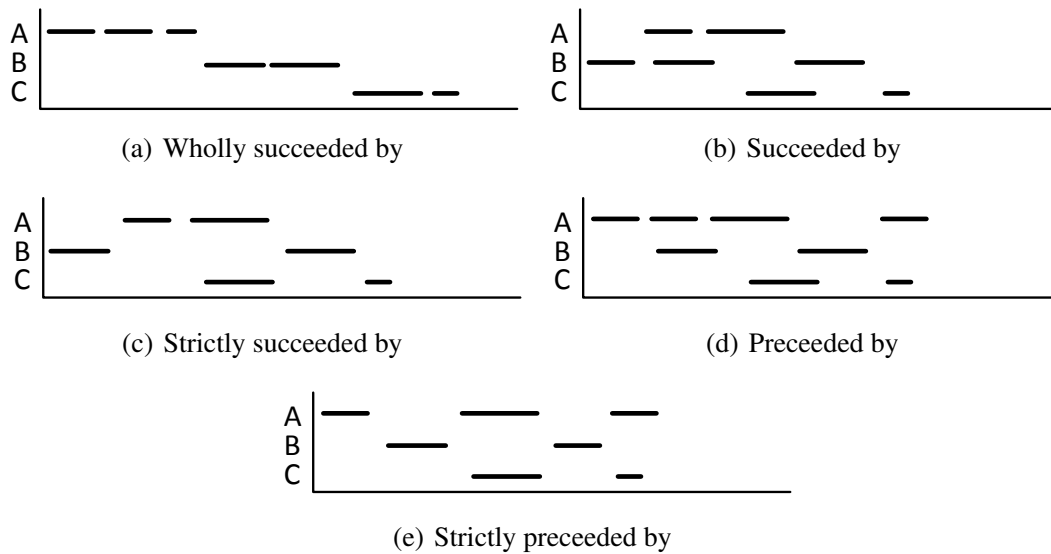 A
B
C
(a) Wholly succeeded by
A
B
C
(b) Succeeded by
A
B
C
(c) Strictly succeeded by
A
B
C
(d) Preceeded by
A
B
C
(e) Strictly preceeded by